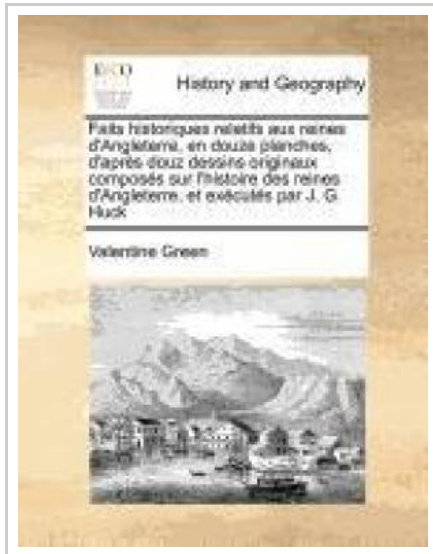 ECCO
History and Geography
Faits historiques relatifs aux reines
d'Angleterre, en douze planches,
d'après douz dessins originaux
composés sur l'histoire des reines
d'Angleterre, et exécutés par J. G.
Huck
Valentine Green